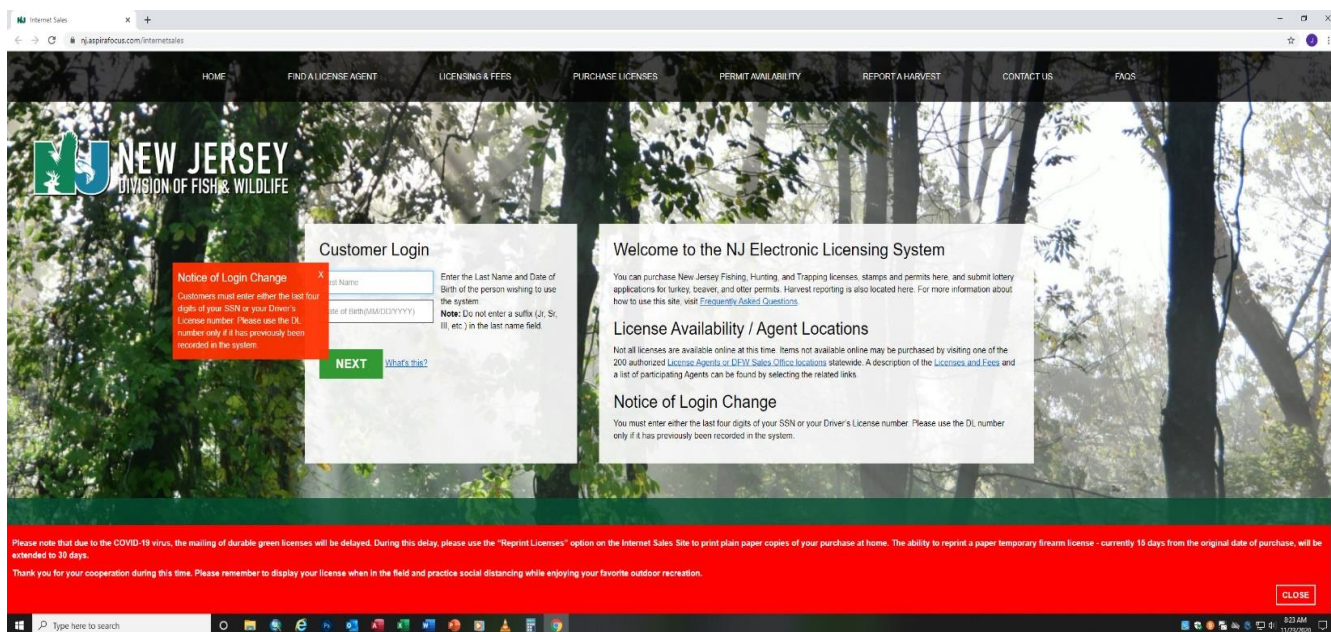 Internet Sales
nj.aspirafocus.com/internetsales
HOME FIND A LICENSE AGENT LICENSING & FEES PURCHASE LICENSES PERMIT AVAILABILITY REPORT A HARVEST CONTACT US FAQS
NJ NEW JERSEY
DIVISION OF FISH & WILDLIFE
Customer Login
Name
Date of Birth(MM/DD/YYYY)
Enter the Last Name and Date of
Birth of the person wishing to use
the system.
Note: Do not enter a suffix (Jr, Sr,
III, etc.) in the last name field.
NEXT What's this?
Notice of Login Change X
Customers must enter either the last four
digits of your SSN or your Driver's
License number. Please use the DL
number only if it has previously been
recorded in the system.
Welcome to the NJ Electronic Licensing System
You can purchase New Jersey Fishing, Hunting, and Trapping licenses, stamps and permits here, and submit lottery
applications for turkey, beaver, and otter permits. Harvest reporting is also located here. For more information about
how to use this site, visit Frequently Asked Questions.
License Availability / Agent Locations
Not all licenses are available online at this time. Items not available online may be purchased by visiting one of the
200 authorized License Agents or DFW Sales Office locations statewide. A description of the Licenses and Fees and
a list of participating Agents can be found by selecting the related links.
Notice of Login Change
You must enter either the last four digits of your SSN or your Driver's License number. Please use the DL number
only if it has previously been recorded in the system.
Please note that due to the COVID-19 virus, the mailing of durable green licenses will be delayed. During this delay, please use the "Reprint Licenses" option on the Internet Sales Site to print plain paper copies of your purchase at home. The ability to reprint a paper temporary firearm license - currently 15 days from the original date of purchase, will be
extended to 30 days.
Thank you for your cooperation during this time. Please remember to display your license when in the field and practice social distancing while enjoying your favorite outdoor recreation.
CLOSE
Type here to search
8:23 AM
11/23/2020